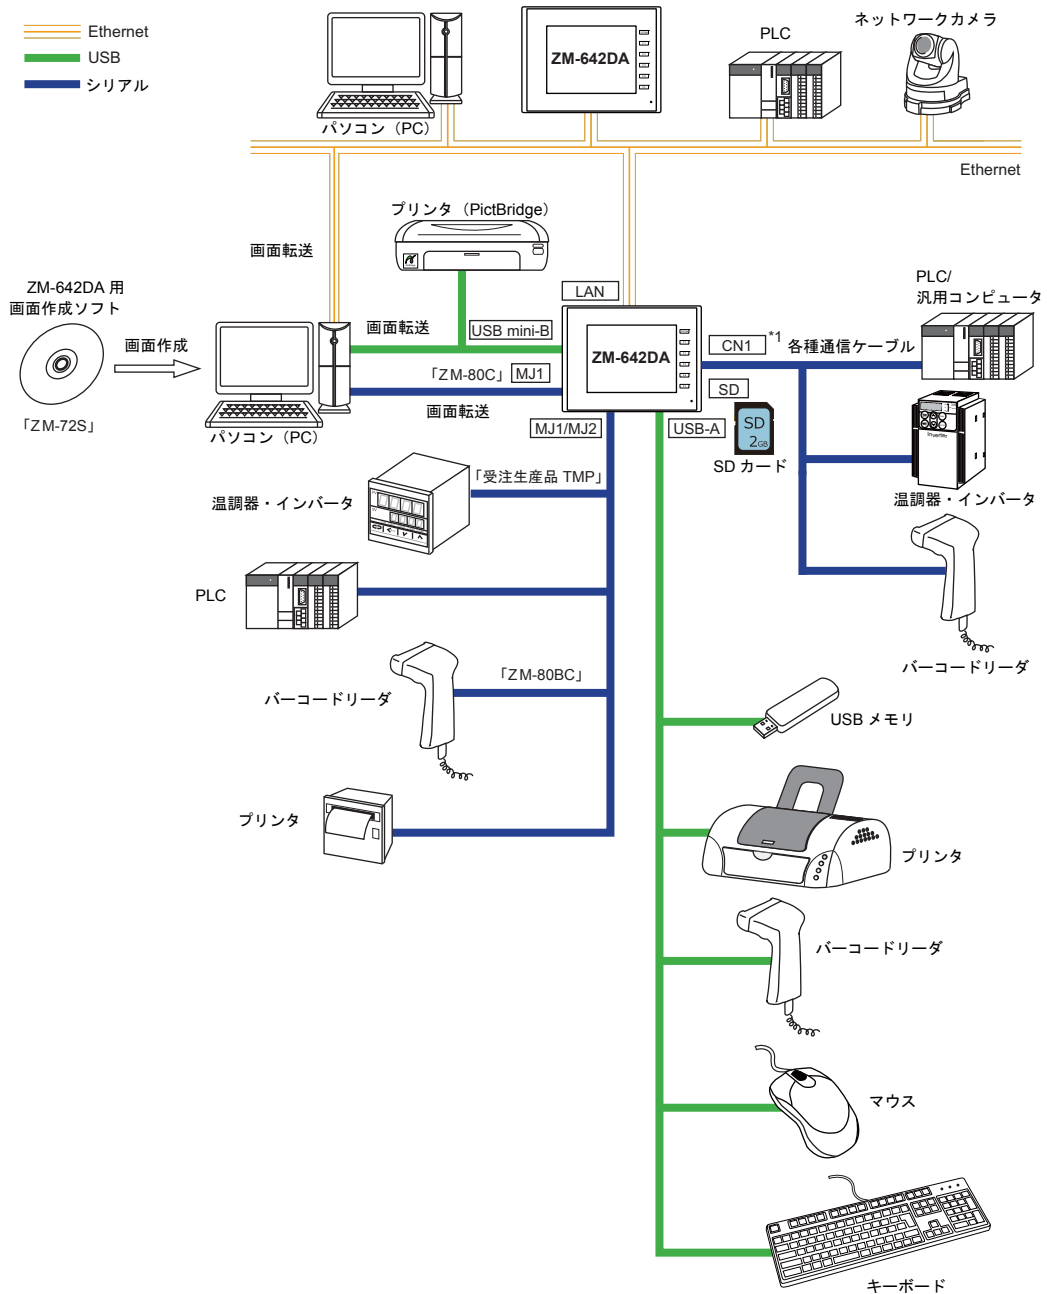 Ethernet
USB
シリアル
パソコン（PC）
ZM-642DA
PLC
ネットワークカメラ
Ethernet
プリンタ（PictBridge）
画面転送
ZM-642DA 用
画面作成ソフト
画面作成
「ZM-72S」
パソコン（PC）
画面転送
USB mini-B
LAN
「ZM-80C」
MJ1
画面転送
ZM-642DA
CN1
*1
各種通信ケーブル
PLC/
汎用コンピュータ
SD
MJ1/MJ2
USB-A
SD
2GB
SD カード
Inverter
温調器・インバータ
バーコードリーダ
「受注生産品 TMP」
温調器・インバータ
PLC
「ZM-80BC」
バーコードリーダ
プリンタ
USB メモリ
プリンタ
バーコードリーダ
マウス
キーボード